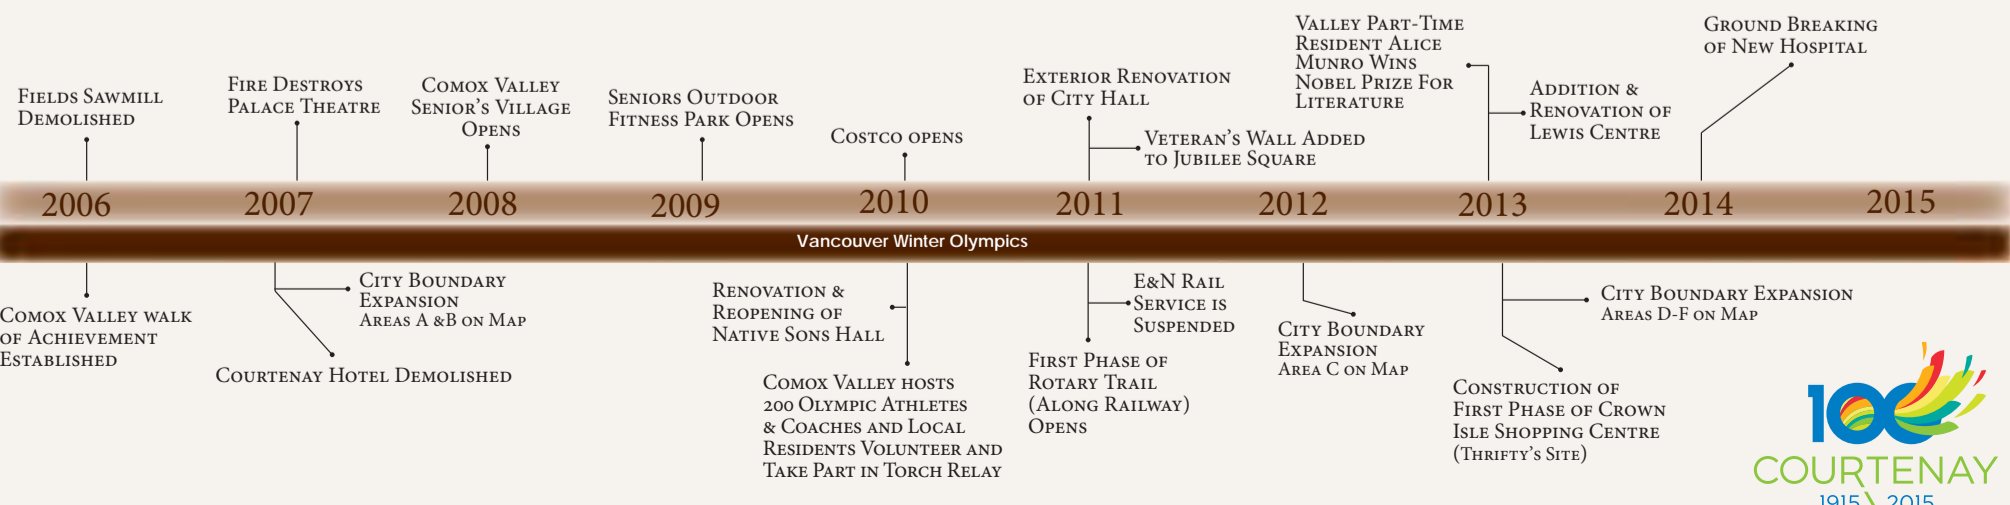 Fields Sawmill
Demolished
Fire Destroys
Palace Theatre
Comox Valley
Senior's Village
Opens
Seniors Outdoor
Fitness Park Opens
Costco opens
Exterior Renovation
of City Hall
Veteran's Wall Added
to Jubilee Square
Valley Part-Time
Resident Alice
Munro Wins
Nobel Prize For
Literature
Addition &
Renovation of
Lewis Centre
Ground Breaking
of New Hospital
2006
2007
2008
2009
2010
2011
2012
2013
2014
2015
Vancouver Winter Olympics
Comox Valley walk
of Achievement
Established
City Boundary
Expansion
Areas A &B on Map
Courtenay Hotel Demolished
Renovation &
Reopening of
Native Sons Hall
Comox Valley hosts
200 Olympic Athletes
& Coaches and Local
Residents Volunteer and
Take Part in Torch Relay
E&N Rail
Service is
Suspended
First Phase of
Rotary Trail
(Along Railway)
Opens
City Boundary
Expansion
Area C on Map
City Boundary Expansion
Areas D-F on Map
Construction of
First Phase of Crown
Isle Shopping Centre
(Thrifty's Site)
100
COURTENAY
1915 2015